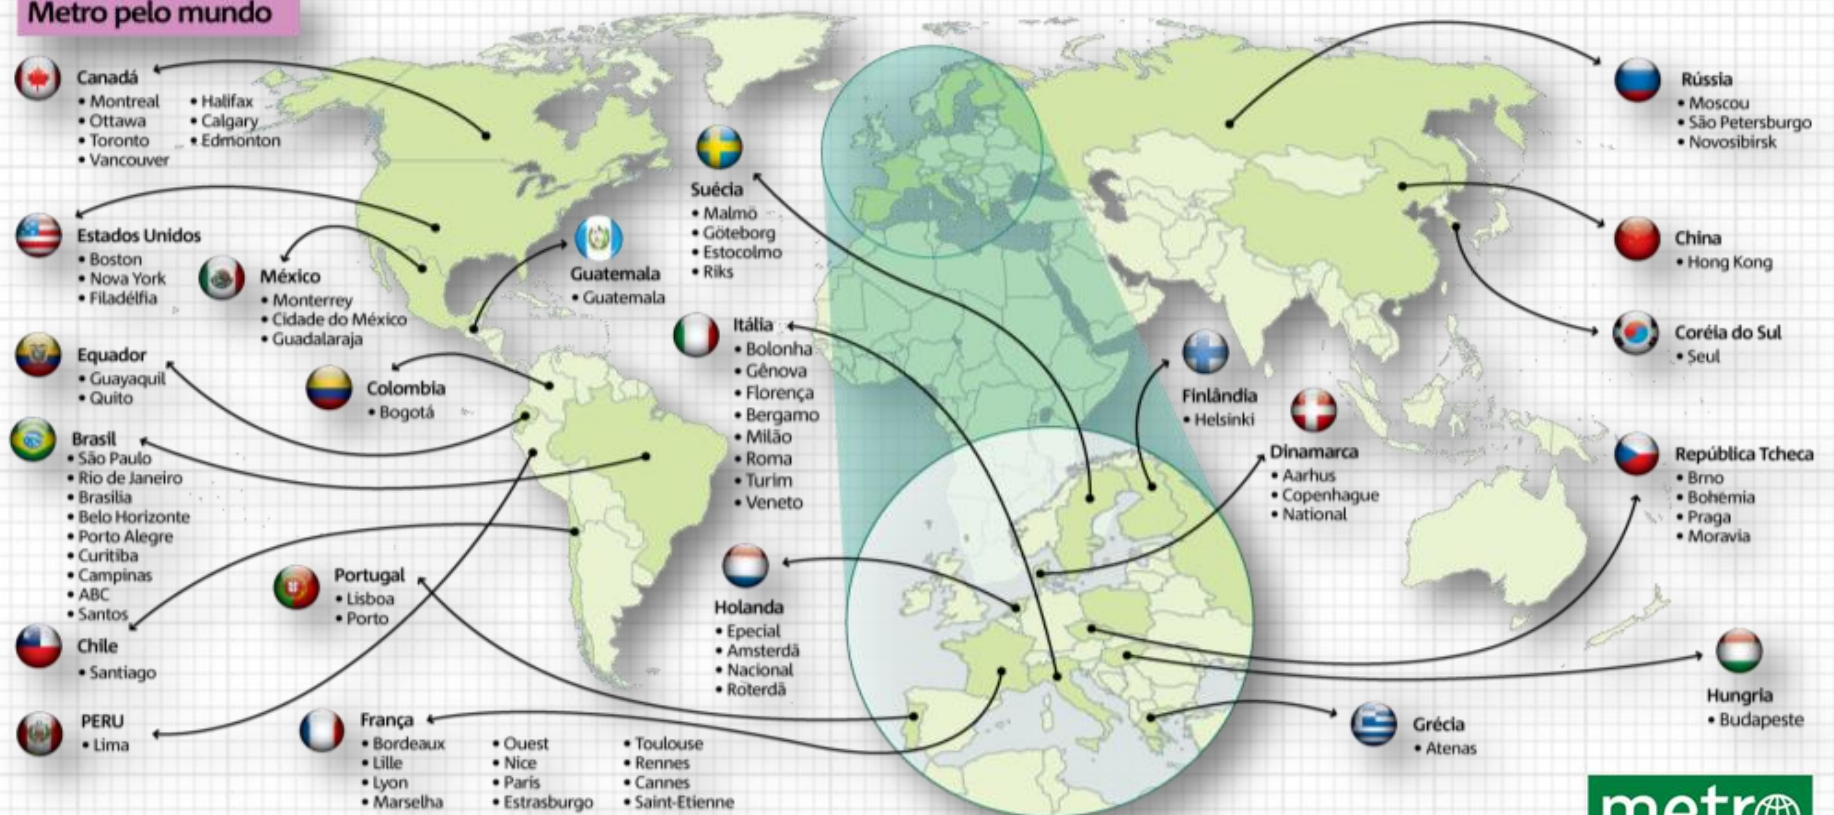 Metro pelo mundo
Canadá
• Montreal
• Ottawa
• Toronto
• Vancouver
• Halifax
• Calgary
• Edmonton
Estados Unidos
• Boston
• Nova York
• Filadélfia
México
• Monterrey
• Cidade do México
• Guadalaraja
Guatemala
• Guatemala
Equador
• Guayaquil
• Quito
Colombia
• Bogotá
Brasil
• São Paulo
• Rio de Janeiro
• Brasilia
• Belo Horizonte
• Porto Alegre
• Curitiba
• Campinas
• ABC
• Santos
Chile
• Santiago
PERU
• Lima
Portugal
• Lisboa
• Porto
França
• Bordeaux
• Lille
• Lyon
• Marselha
• Ouest
• Nice
• Paris
• Estrasburgo
• Toulouse
• Rennes
• Cannes
• Saint-Etienne
Suécia
• Malmö
• Göteborg
• Estocolmo
• Riks
Itália
• Bolonha
• Gênova
• Florença
• Bergamo
• Milão
• Roma
• Turim
• Veneto
Holanda
• Epecial
• Amsterdã
• Nacional
• Roterdã
Finlândia
• Helsinki
Dinamarca
• Aarhus
• Copenhague
• National
Rússia
• Moscou
• São Petersburgo
• Novosibirsk
China
• Hong Kong
Coréia do Sul
• Seul
República Tcheca
• Brno
• Bohemia
• Praga
• Moravia
Hungria
• Budapeste
Grécia
• Atenas
metro